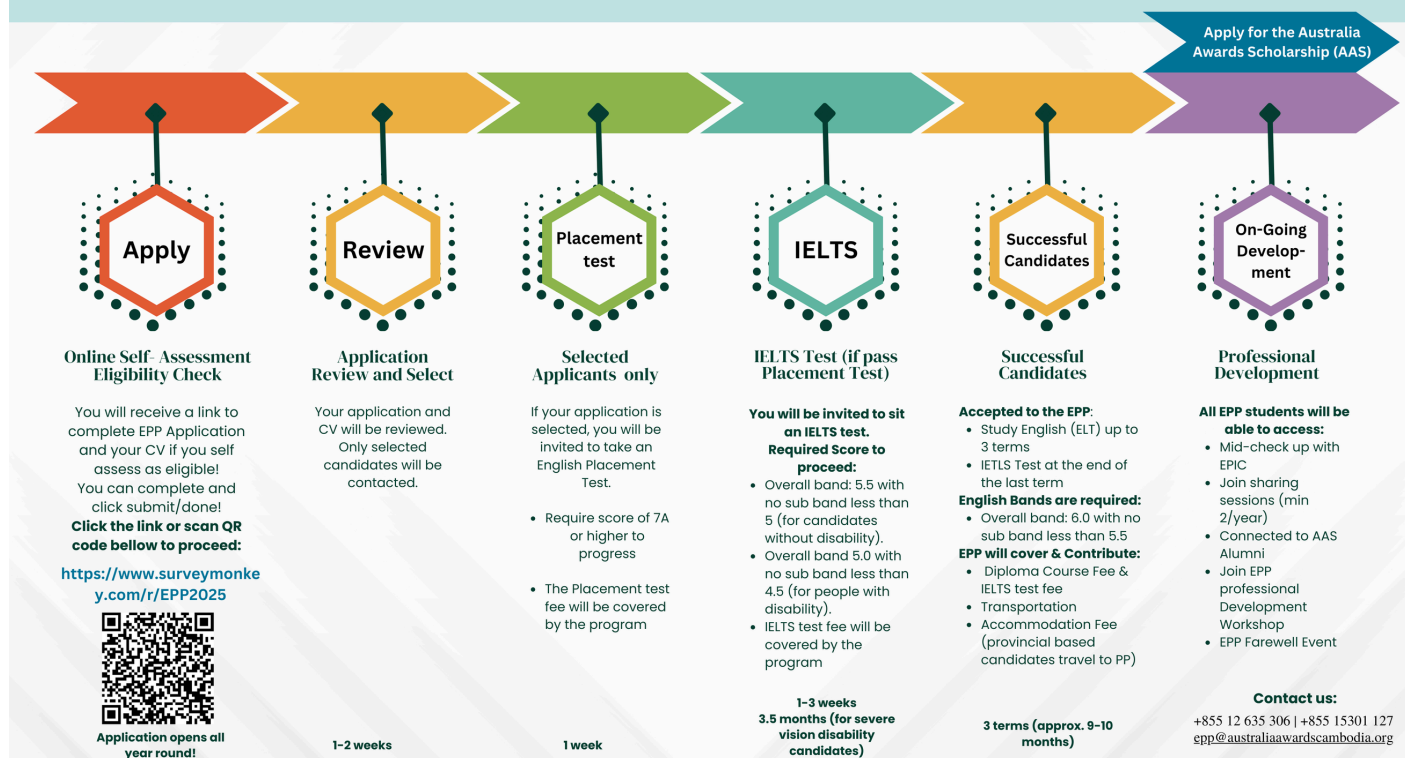 Apply for the Australia
Awards Scholarship (AAS)
Apply
Review
Placement
test
IELTS
Successful
Candidates
On-Going
Develop-
ment
Online Self- Assessment
Eligibility Check
You will receive a link to
complete EPP Application
and your CV if you self
assess as eligible!
You can complete and
click submit/done!
Click the link or scan QR
code bellow to proceed:
https://www.surveymonke
y.com/r/EPP2025
Application opens all
year round!
Application
Review and Select
Your application and
CV will be reviewed.
Only selected
candidates will be
contacted.
1-2 weeks
Selected
Applicants only
If your application is
selected, you will be
invited to take an
English Placement
Test.
• Require score of 7A
or higher to
progress
• The Placement test
fee will be covered
by the program
1 week
IELTS Test (if pass
Placement Test)
You will be invited to sit
an IELTS test.
Required Score to
proceed:
• Overall band: 5.5 with
no sub band less than
5 (for candidates
without disability).
• Overall band 5.0 with
no sub band less than
4.5 (for people with
disability).
• IELTS test fee will be
covered by the
program
1-3 weeks
3.5 months (for severe
vision disability
candidates)
Successful
Candidates
Accepted to the EPP:
• Study English (ELT) up to
3 terms
• IETLS Test at the end of
the last term
English Bands are required:
• Overall band: 6.0 with no
sub band less than 5.5
EPP will cover & Contribute:
• Diploma Course Fee &
IELTS test fee
• Transportation
• Accommodation Fee
(provincial based
candidates travel to PP)
3 terms (approx. 9-10
months)
Professional
Development
All EPP students will be
able to access:
• Mid-check up with
EPIC
• Join sharing
sessions (min
2/year)
• Connected to AAS
Alumni
• Join EPP
professional
Development
Workshop
• EPP Farewell Event
Contact us:
+855 12 635 306 | +855 15301 127
epp@australiaawardscambodia.org